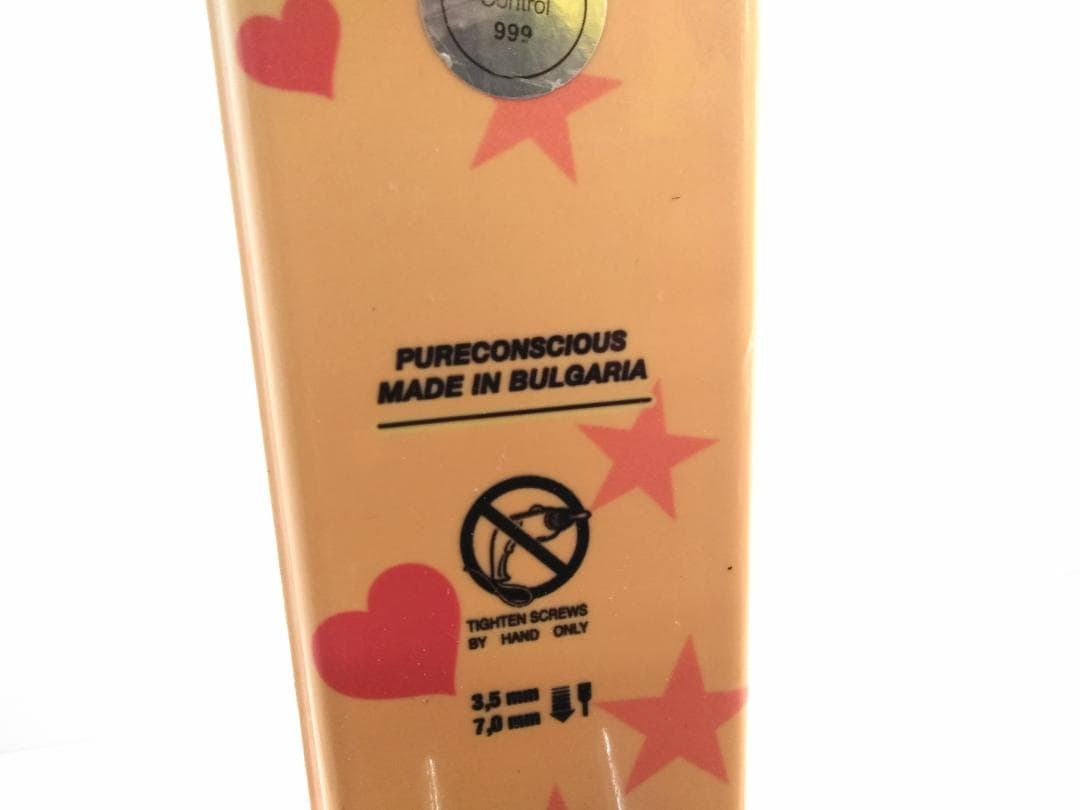 Control
999
PURECONSCIOUS
MADE IN BULGARIA
TIGHTEN SCREWS
BY HAND ONLY
3,5 mm
7,0 mm